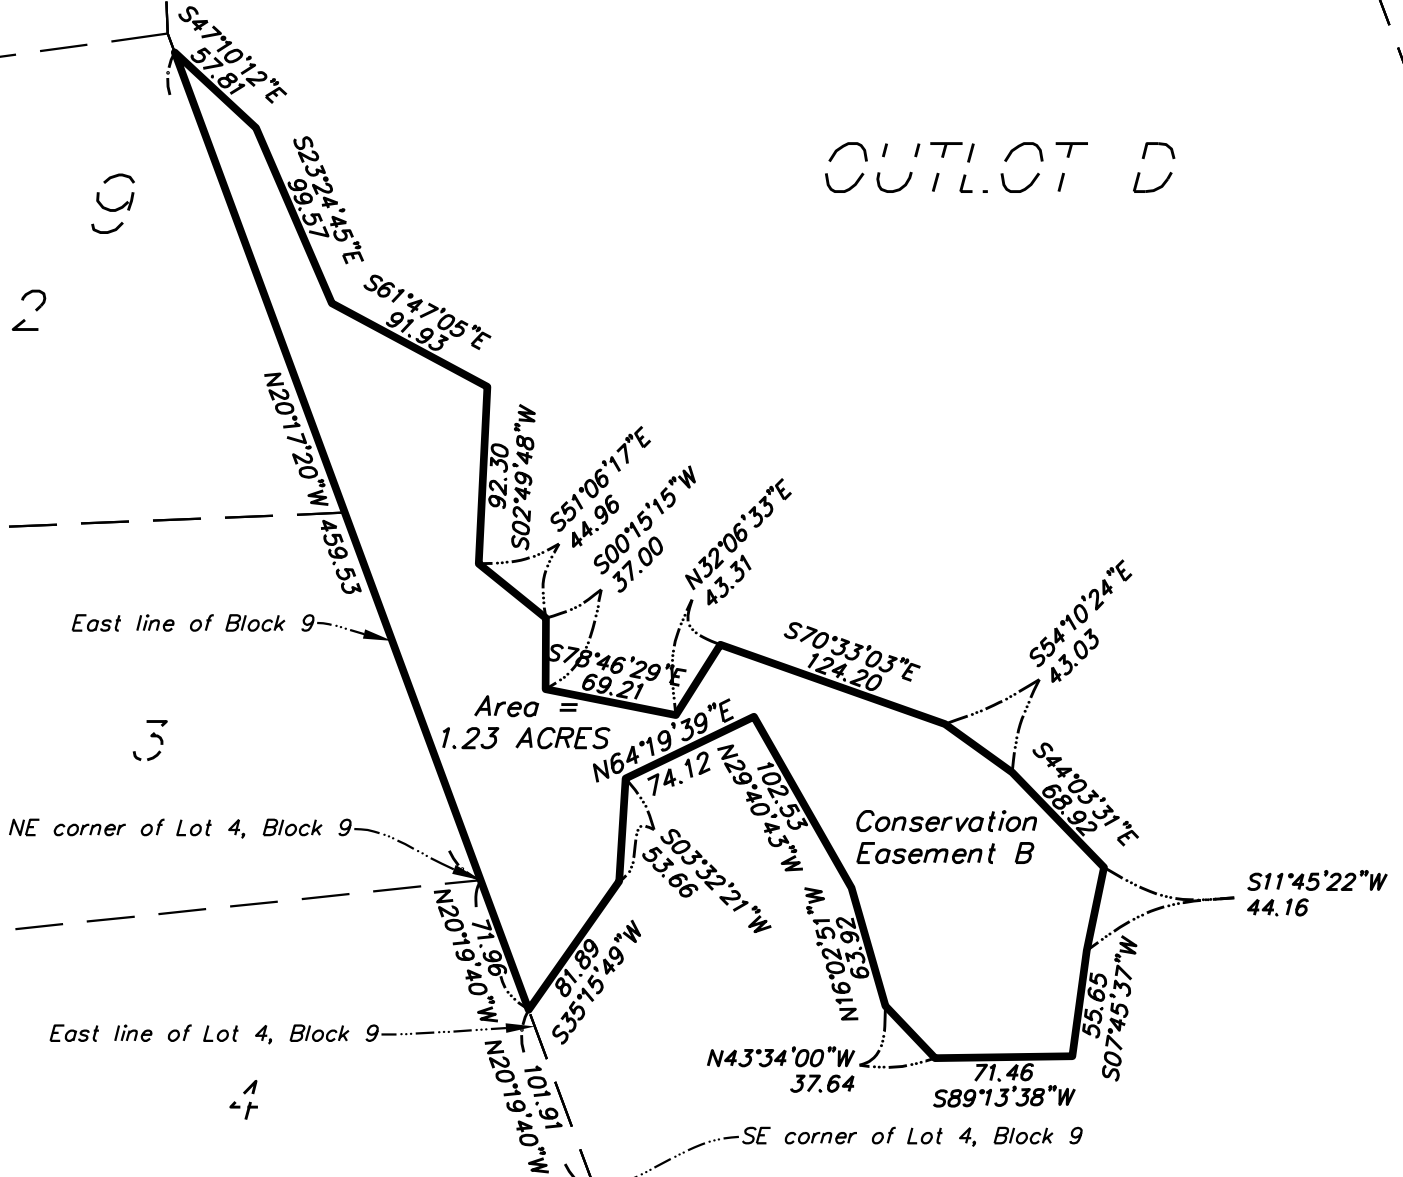 S47°10'12"E
57.81
OUTLOT D
S23°24'45"E
99.57
9
2
S61°47'05"E
91.93
N20°17'20"W 459.53
92.30
S02°49'48"W
S51°06'17"E
44.96
S00°15'15"W
37.00
N32°06'33"E
43.31
East line of Block 9
S78°46'29"E
69.21
S70°33'03"E
124.20
S54°10'24"E
43.03
Area =
1.23 ACRES
3
N64°19'39"E
74.12
102.53
N29°40'43"W
S44°03'31"E
68.92
Conservation
Easement B
NE corner of Lot 4, Block 9
S03°32'21"W
53.66
S11°45'22"W
44.16
71.96
N20°19'40"W
81.89
S35°15'49"W
63.92
N16°02'51"W
55.65
S07°45'37"W
East line of Lot 4, Block 9
N43°34'00"W
37.64
71.46
S89°13'38"W
4
101.91
N20°19'40"W
SE corner of Lot 4, Block 9